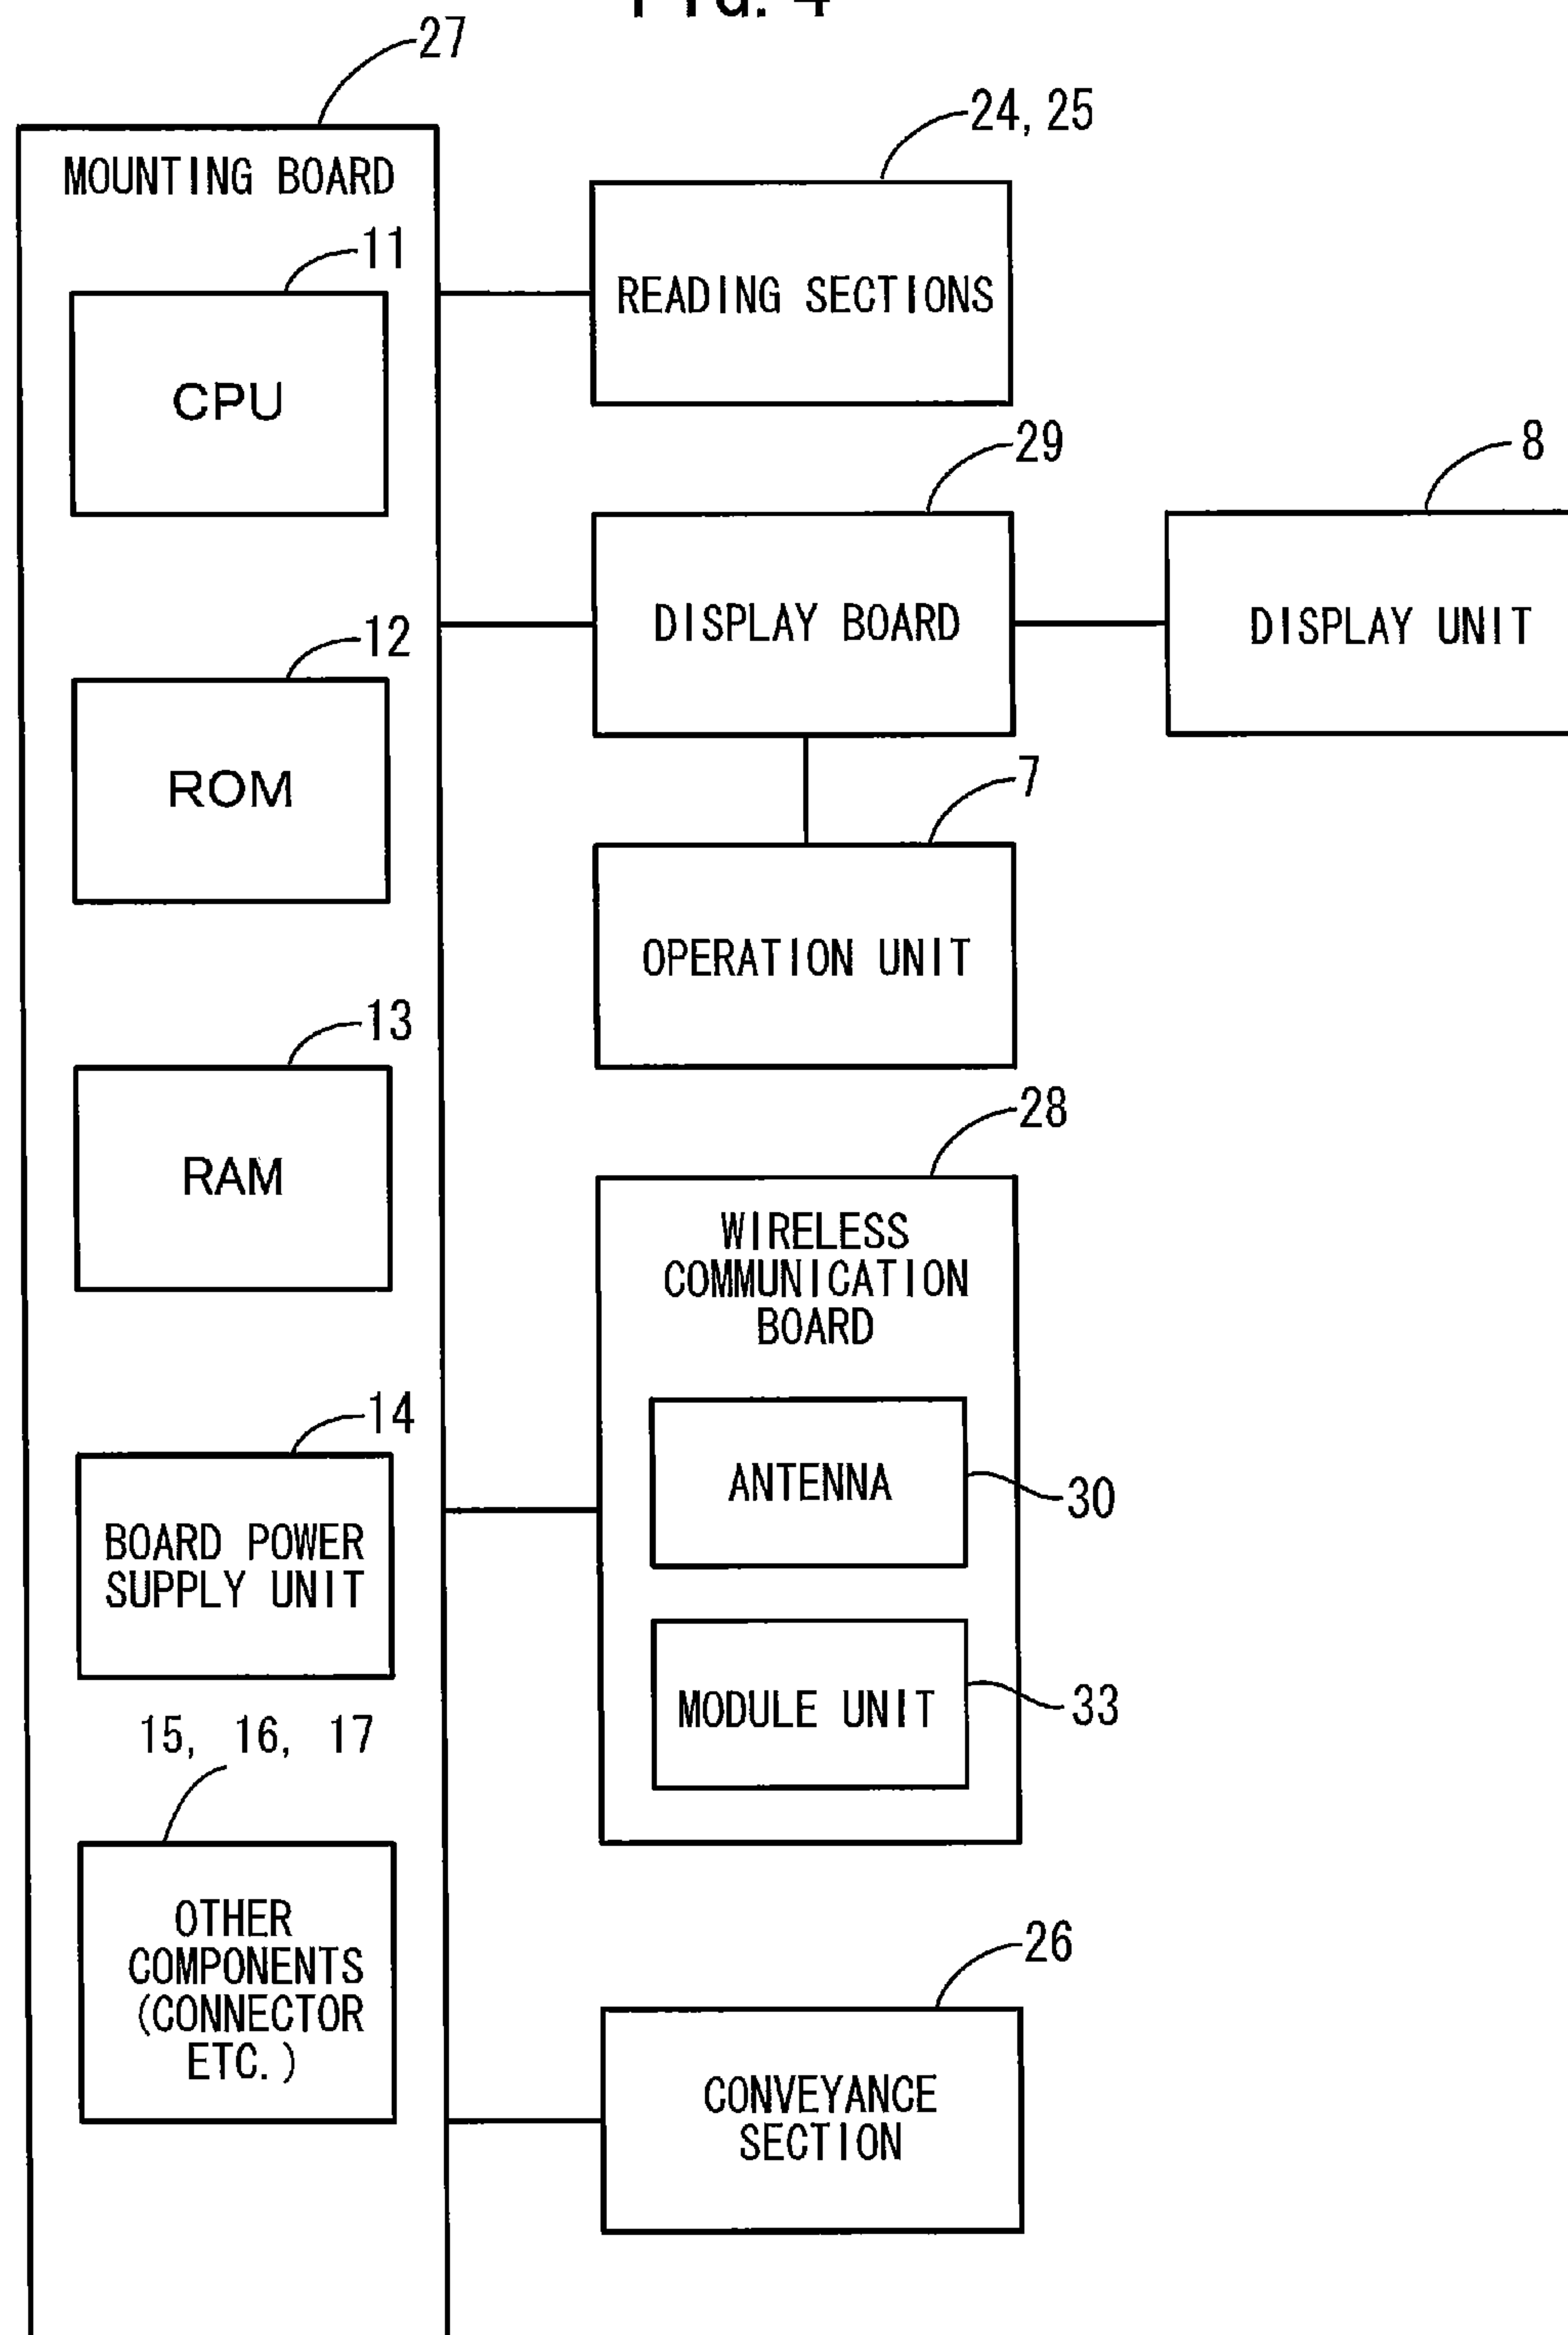 FIG. 4
27
24, 25
MOUNTING BOARD
11
READING SECTIONS
CPU
29
8
DISPLAY BOARD
DISPLAY UNIT
12
ROM
7
OPERATION UNIT
13
RAM
28
WIRELESS
COMMUNICATION
BOARD
14
ANTENNA
30
BOARD POWER
SUPPLY UNIT
MODULE UNIT
33
15, 16, 17
OTHER
COMPONENTS
(CONNECTOR
ETC.)
26
CONVEYANCE
SECTION